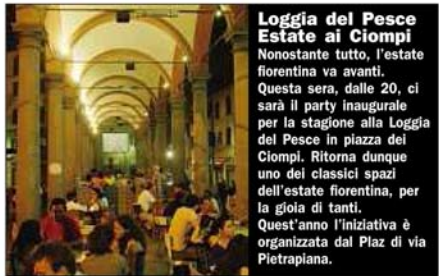 Loggia del Pesce
Estate ai Ciompi
Nonostante tutto, l'estate
fiorentina va avanti.
Questa sera, dalle 20, ci
sarà il party inaugurale
per la stagione alla Loggia
del Pesce in piazza dei
Ciompi. Ritorna dunque
uno dei classici spazi
dell'estate fiorentina, per
la gioia di tanti.
Quest'anno l'iniziativa è
organizzata dal Plaz di via
Pietrapiana.